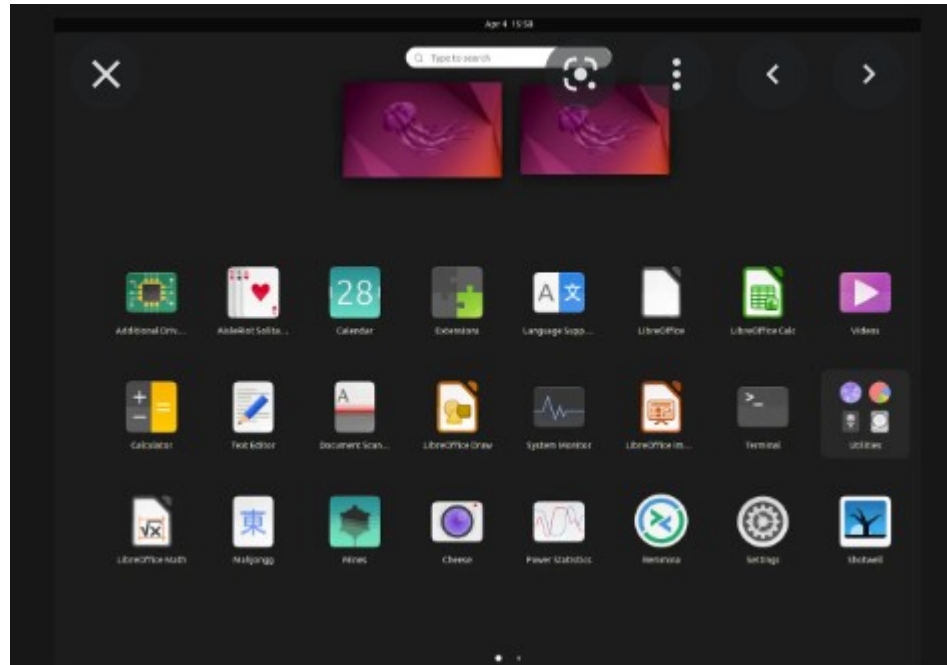 Apr 4 15:58
Type to search
28
A 文
Additional Driv...
AisleRiot Solita...
Calendar
Extensions
Language Supp...
LibreOffice
LibreOffice Calc
Videos
A
>_
Calculator
Text Editor
Document Scan...
LibreOffice Draw
System Monitor
LibreOffice Im...
Terminal
Utilities
√x
東
LibreOffice Math
Mahjongg
Mines
Cheese
Power Statistics
Remmina
Settings
Shotwell